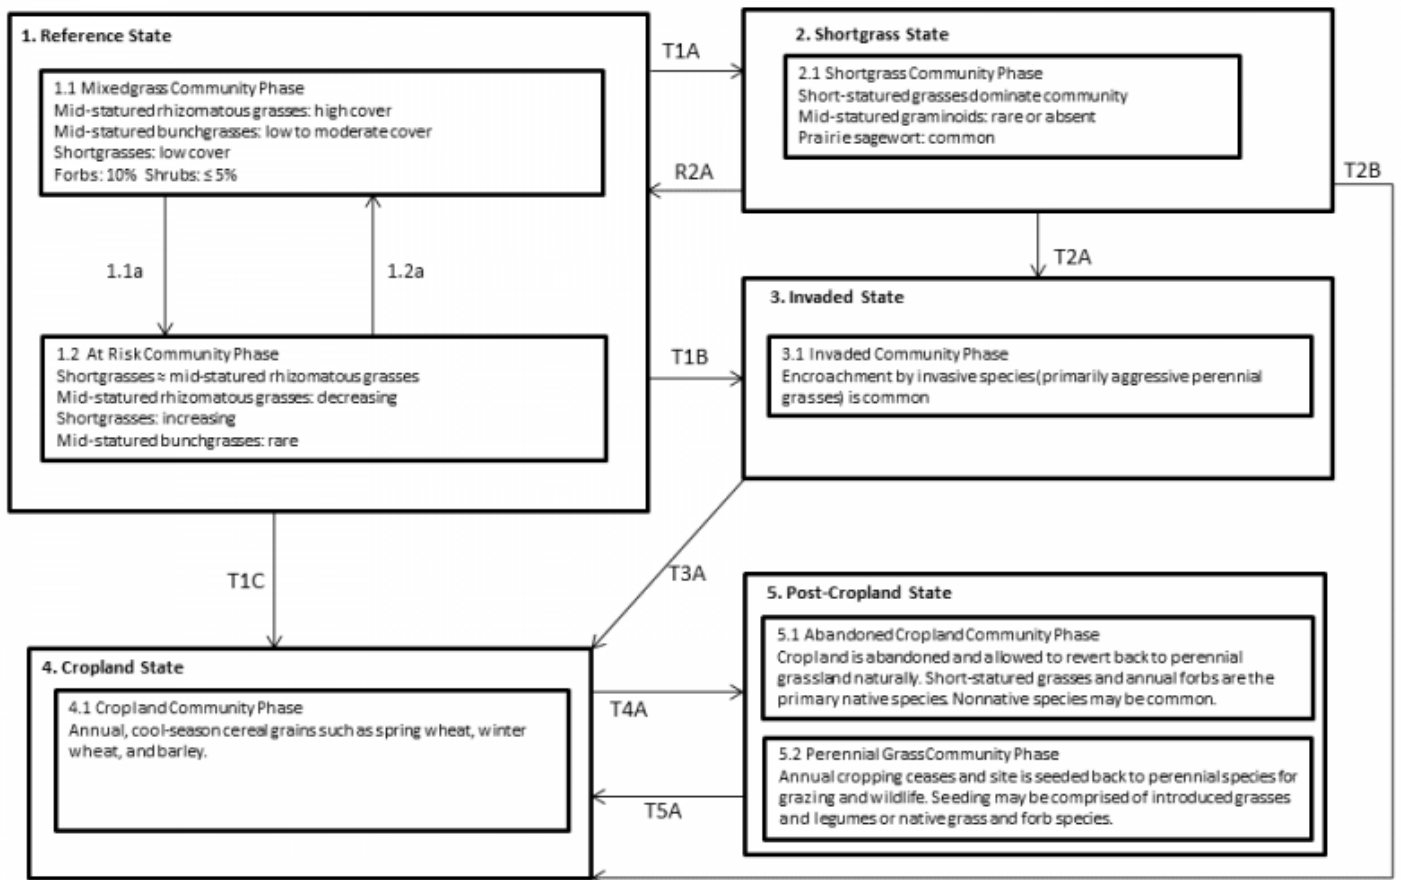 1. Reference State
1.1 Mixedgrass Community Phase
Mid-statured rhizomatous grasses: high cover
Mid-statured bunchgrasses: low to moderate cover
Shortgrasses: low cover
Forbs: 10%  Shrubs: ≤ 5%
1.1a
1.2a
1.2  At Risk Community Phase
Shortgrasses ≈ mid-statured rhizomatous grasses
Mid-statured rhizomatous grasses: decreasing
Shortgrasses: increasing
Mid-statured bunchgrasses: rare
T1A
R2A
T1B
2. Shortgrass State
2.1 Shortgrass Community Phase
Short-statured grasses dominate community
Mid-statured graminoids: rare or absent
Prairie sagewort: common
T2B
T2A
3. Invaded State
3.1 Invaded Community Phase
Encroachment by invasive species (primarily aggressive perennial
grasses) is common
T1C
T3A
4. Cropland State
4.1 Cropland Community Phase
Annual, cool-season cereal grains such as spring wheat, winter
wheat, and barley.
T4A
T5A
5. Post-Cropland State
5.1 Abandoned Cropland Community Phase
Cropland is abandoned and allowed to revert back to perennial
grassland naturally. Short-statured grasses and annual forbs are the
primary native species. Nonnative species may be common.
5.2 Perennial Grass Community Phase
Annual cropping ceases and site is seeded back to perennial species for
grazing and wildlife. Seeding may be comprised of introduced grasses
and legumes or native grass and forb species.